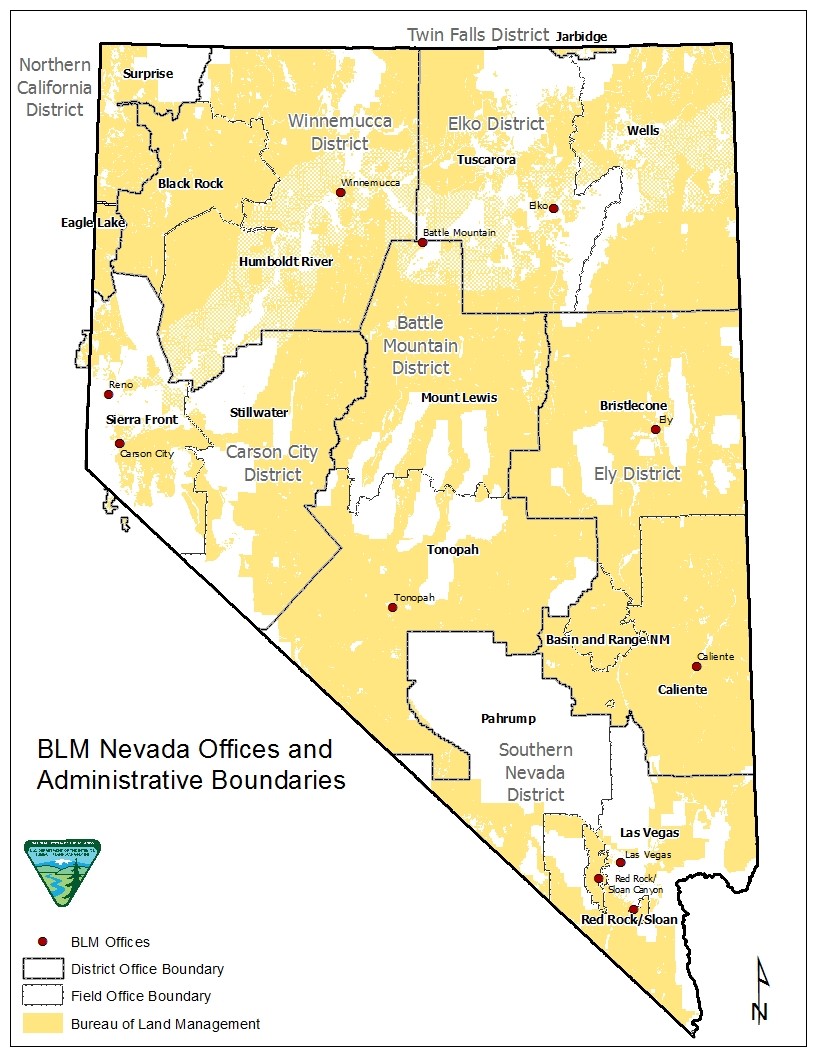 Twin Falls District
Jarbidge
Northern
California
District
Surprise
Winnemucca
District
Elko District
Wells
Tuscarora
Black Rock
Winnemucca
Elko
Eagle Lake
Battle Mountain
Humboldt River
Battle
Mountain
District
Reno
Mount Lewis
Bristlecone
Sierra Front
Stillwater
Ely
Carson City
Carson City
District
Ely District
Tonopah
Tonopah
Basin and Range NM
Caliente
Caliente
Pahrump
Southern
Nevada
District
BLM Nevada Offices and
Administrative Boundaries
Las Vegas
Las Vegas
Red Rock/
Sloan Canyon
Red Rock/Sloan
BLM Offices
District Office Boundary
Field Office Boundary
Bureau of Land Management
N